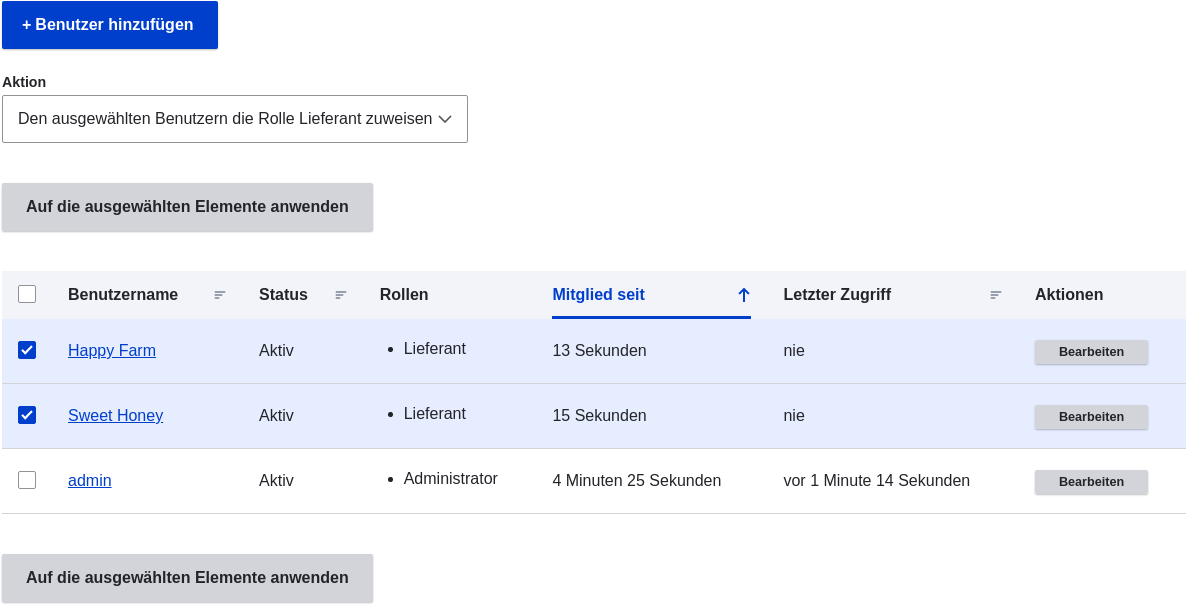 + Benutzer hinzufügen
Aktion
Den ausgewählten Benutzern die Rolle Lieferant zuweisen
Auf die ausgewählten Elemente anwenden
Benutzername Status Rollen Mitglied seit Letzter Zugriff Aktionen
Happy Farm Aktiv • Lieferant 13 Sekunden nie Bearbeiten
Sweet Honey Aktiv • Lieferant 15 Sekunden nie Bearbeiten
admin Aktiv • Administrator 4 Minuten 25 Sekunden vor 1 Minute 14 Sekunden Bearbeiten
Auf die ausgewählten Elemente anwenden